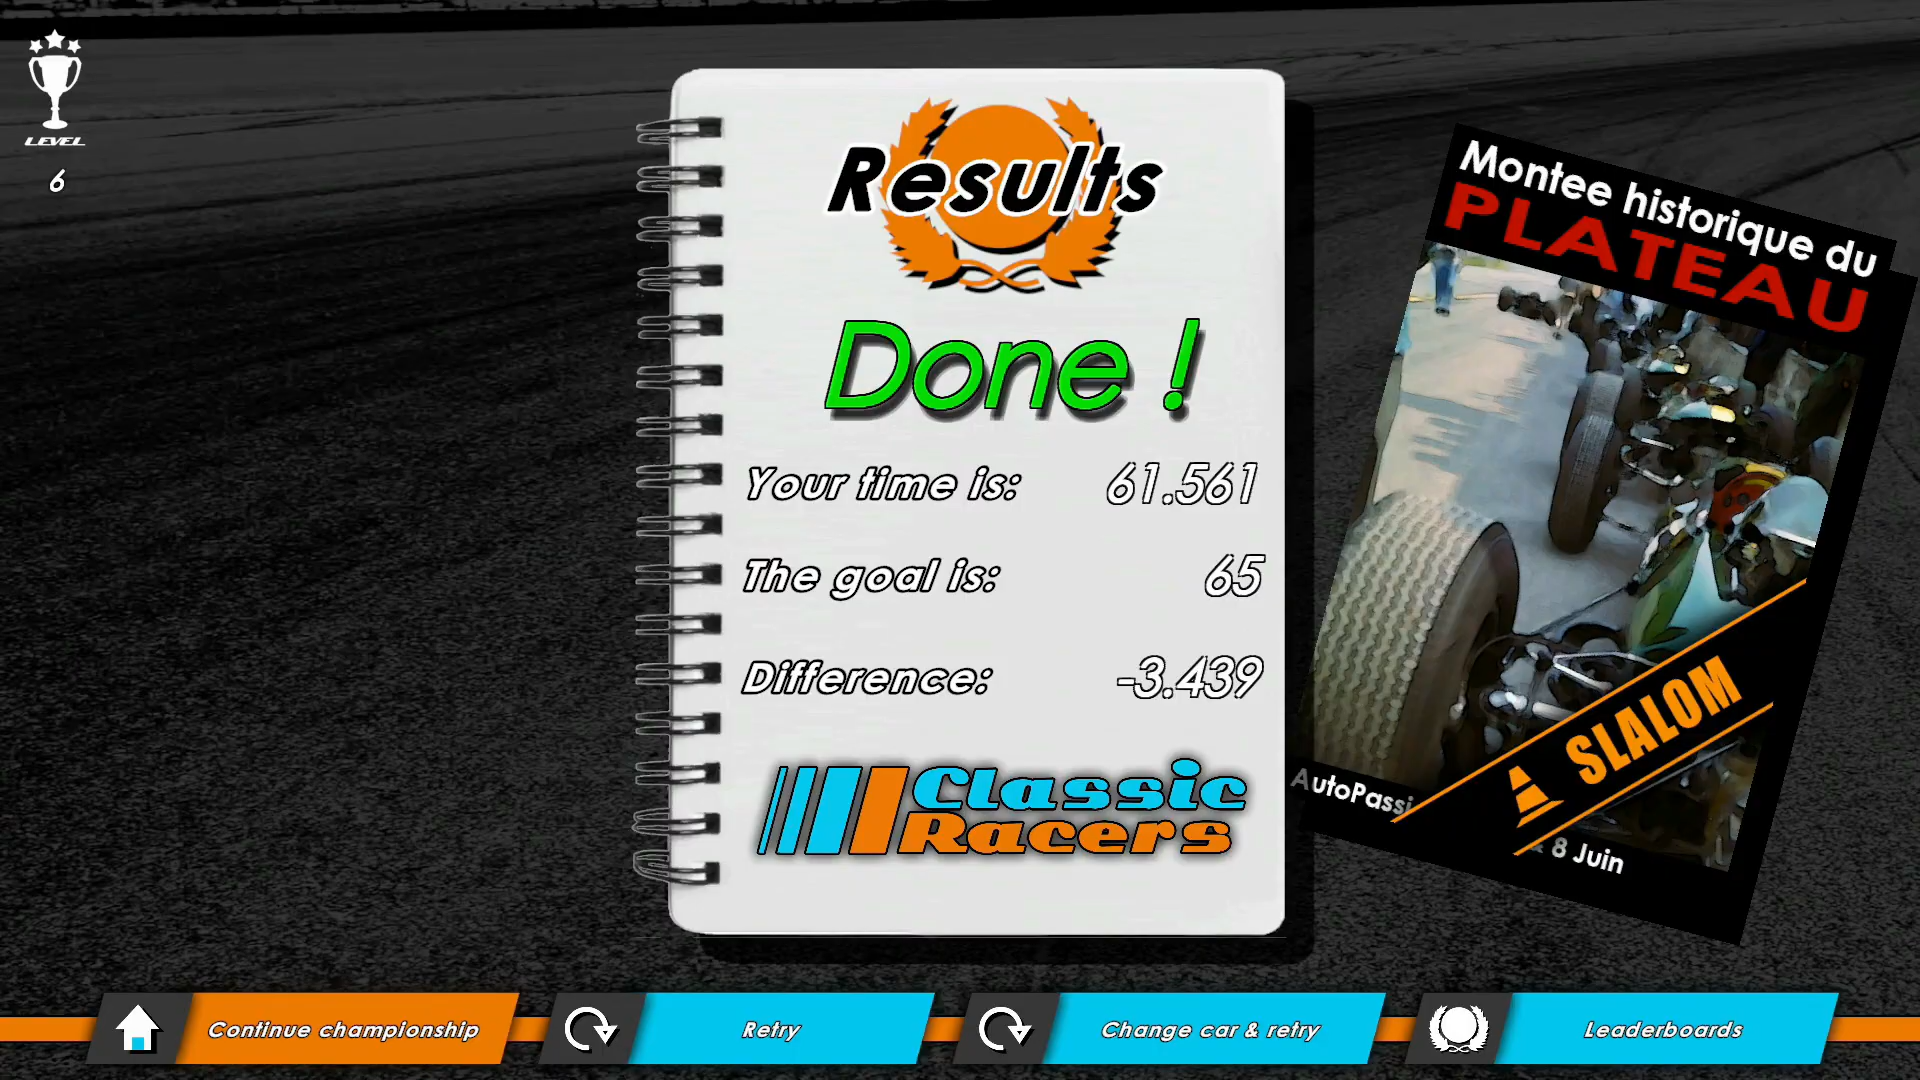 LEVEL
6
Results
Done !
Your time is: 61.561
The goal is: 65
Difference: -3.439
Classic
Racers
Montee historique du
PLATEAU
SLALOM
AutoPassi
8 Juin
Continue championship
Retry
Change car & retry
Leaderboards